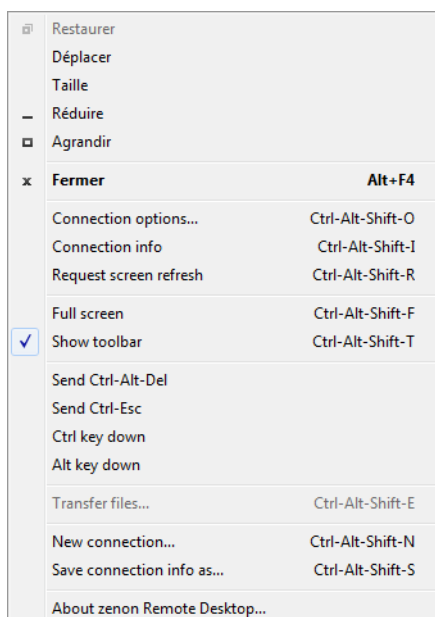 Restaurer
Déplacer
Taille
Réduire
Agrandir
Fermer Alt+F4
Connection options... Ctrl-Alt-Shift-O
Connection info Ctrl-Alt-Shift-I
Request screen refresh Ctrl-Alt-Shift-R
Full screen Ctrl-Alt-Shift-F
Show toolbar Ctrl-Alt-Shift-T
Send Ctrl-Alt-Del
Send Ctrl-Esc
Ctrl key down
Alt key down
Transfer files... Ctrl-Alt-Shift-E
New connection... Ctrl-Alt-Shift-N
Save connection info as... Ctrl-Alt-Shift-S
About zenon Remote Desktop...